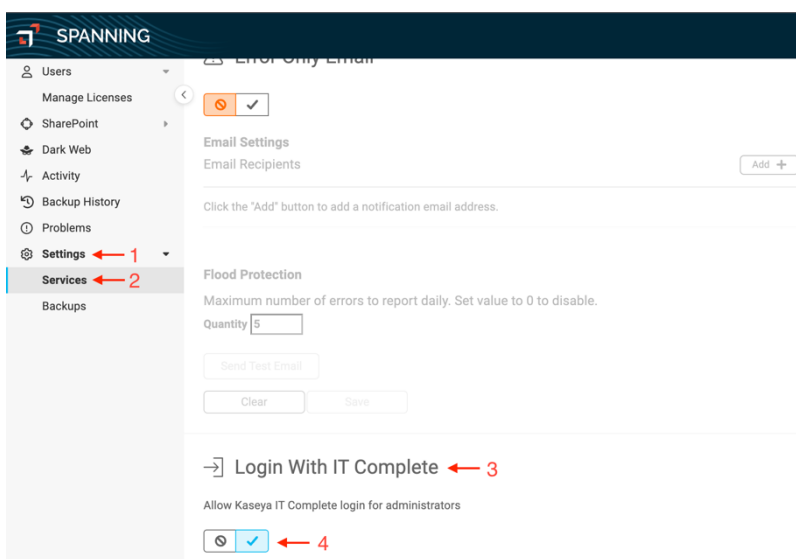 SPANNING
Users
Manage Licenses
SharePoint
Dark Web
Activity
Backup History
Problems
Settings 1
Services 2
Backups
Error Only Email
Email Settings
Email Recipients
Add +
Click the "Add" button to add a notification email address.
Flood Protection
Maximum number of errors to report daily. Set value to 0 to disable.
Quantity 5
Send Test Email
Clear Save
Login With IT Complete 3
Allow Kaseya IT Complete login for administrators
4